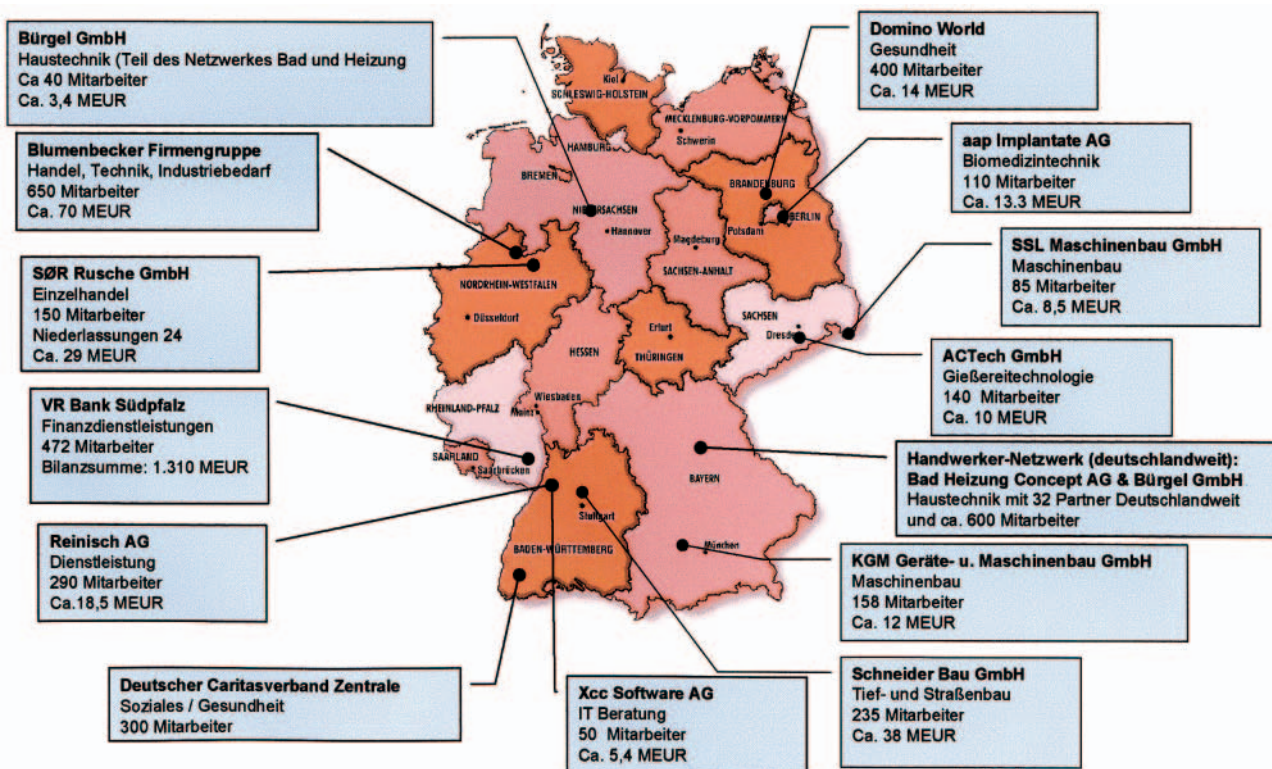 Bürgel GmbH
Haustechnik (Teil des Netzwerkes Bad und Heizung
Ca 40 Mitarbeiter
Ca. 3,4 MEUR
Blumenbecker Firmengruppe
Handel, Technik, Industriebedarf
650 Mitarbeiter
Ca. 70 MEUR
SØR Rusche GmbH
Einzelhandel
150 Mitarbeiter
Niederlassungen 24
Ca. 29 MEUR
VR Bank Südpfalz
Finanzdienstleistungen
472 Mitarbeiter
Bilanzsumme: 1.310 MEUR
Reinisch AG
Dienstleistung
290 Mitarbeiter
Ca.18,5 MEUR
Deutscher Caritasverband Zentrale
Soziales / Gesundheit
300 Mitarbeiter
Kiel
SCHLESWIG-HOLSTEIN
MECKLENBURG-VORPOMMERN
Schwerin
HAMBURG
BREMEN
NIEDERSACHSEN
Hannover
BRANDENBURG
BERLIN
Potsdam
Magdeburg
SACHSEN-ANHALT
NORDRHEIN-WESTFALEN
Düsseldorf
HESSEN
Wiesbaden
Erfurt
THÜRINGEN
SACHSEN
Dresden
RHEINLAND-PFALZ
Mainz
SAARLAND
Saarbrücken
BAYERN
München
Stuttgart
BADEN-WÜRTTEMBERG
Domino World
Gesundheit
400 Mitarbeiter
Ca. 14 MEUR
aap Implantate AG
Biomedizintechnik
110 Mitarbeiter
Ca. 13.3 MEUR
SSL Maschinenbau GmbH
Maschinenbau
85 Mitarbeiter
Ca. 8,5 MEUR
ACTech GmbH
Gießereitechnologie
140 Mitarbeiter
Ca. 10 MEUR
Handwerker-Netzwerk (deutschlandweit):
Bad Heizung Concept AG & Bürgel GmbH
Haustechnik mit 32 Partner Deutschlandweit
und ca. 600 Mitarbeiter
KGM Geräte- u. Maschinenbau GmbH
Maschinenbau
158 Mitarbeiter
Ca. 12 MEUR
Schneider Bau GmbH
Tief- und Straßenbau
235 Mitarbeiter
Ca. 38 MEUR
Xcc Software AG
IT Beratung
50 Mitarbeiter
Ca. 5,4 MEUR